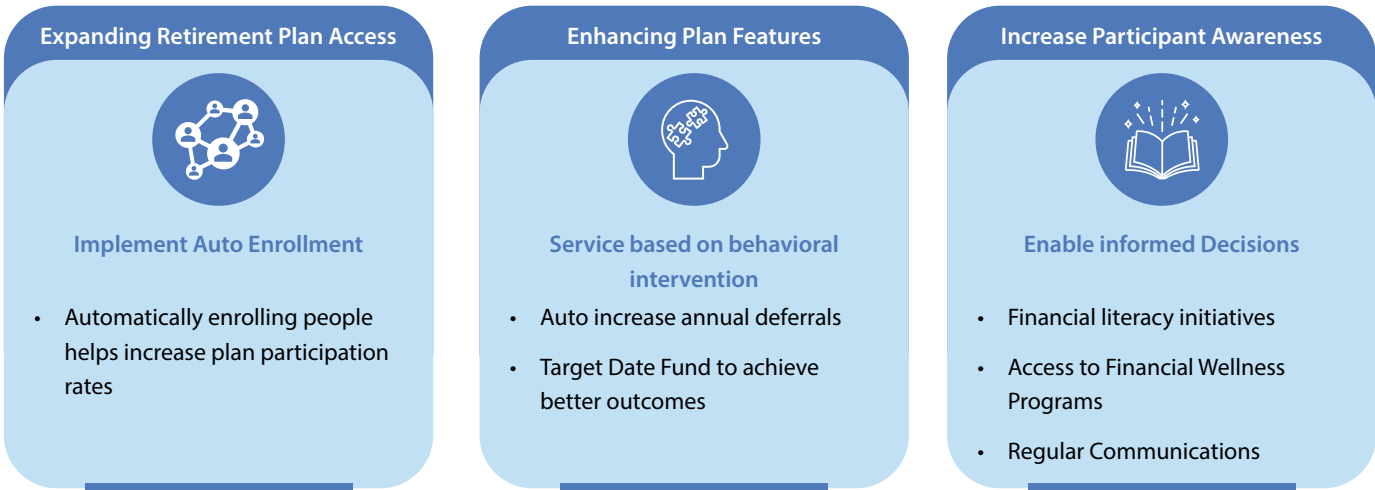 Expanding Retirement Plan Access
Implement Auto Enrollment
• Automatically enrolling people
helps increase plan participation
rates
Enhancing Plan Features
Service based on behavioral
intervention
• Auto increase annual deferrals
• Target Date Fund to achieve
better outcomes
Increase Participant Awareness
Enable informed Decisions
• Financial literacy initiatives
• Access to Financial Wellness
Programs
• Regular Communications